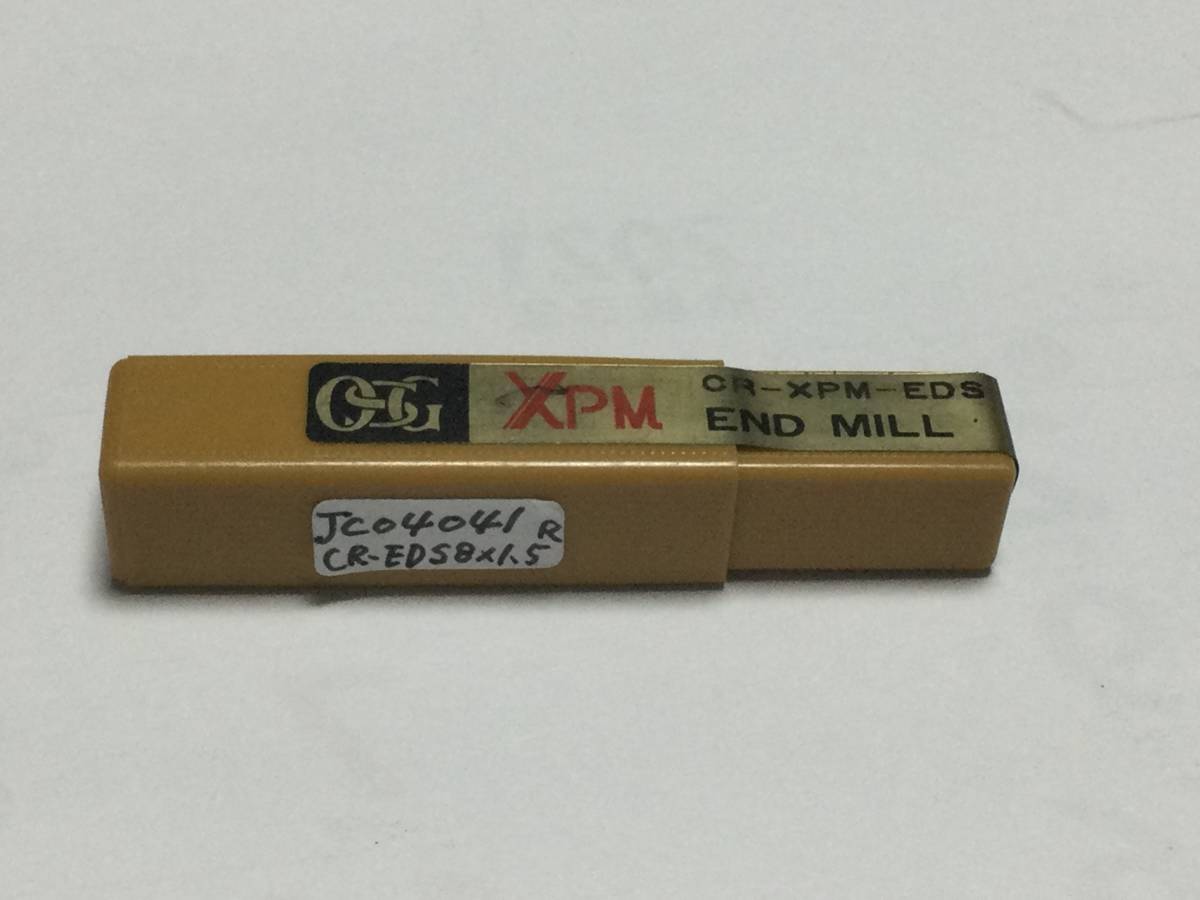 OSG XPM CR-XPM-EDS
END MILL
JC04041 R
CR-EDS8×1.5